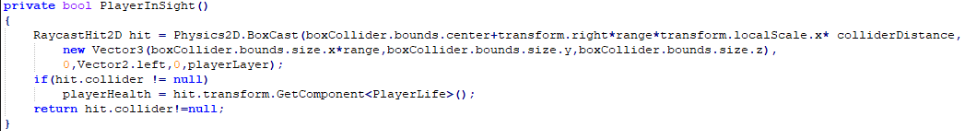 private bool PlayerInSight()
{
RaycastHit2D hit = Physics2D.BoxCast(boxCollider.bounds.center+transform.right*range*transform.localScale.x* colliderDistance,
new Vector3(boxCollider.bounds.size.x*range,boxCollider.bounds.size.y,boxCollider.bounds.size.z),
0,Vector2.left,0,playerLayer);
if(hit.collider != null)
playerHealth = hit.transform.GetComponent<PlayerLife>();
return hit.collider!=null;
}